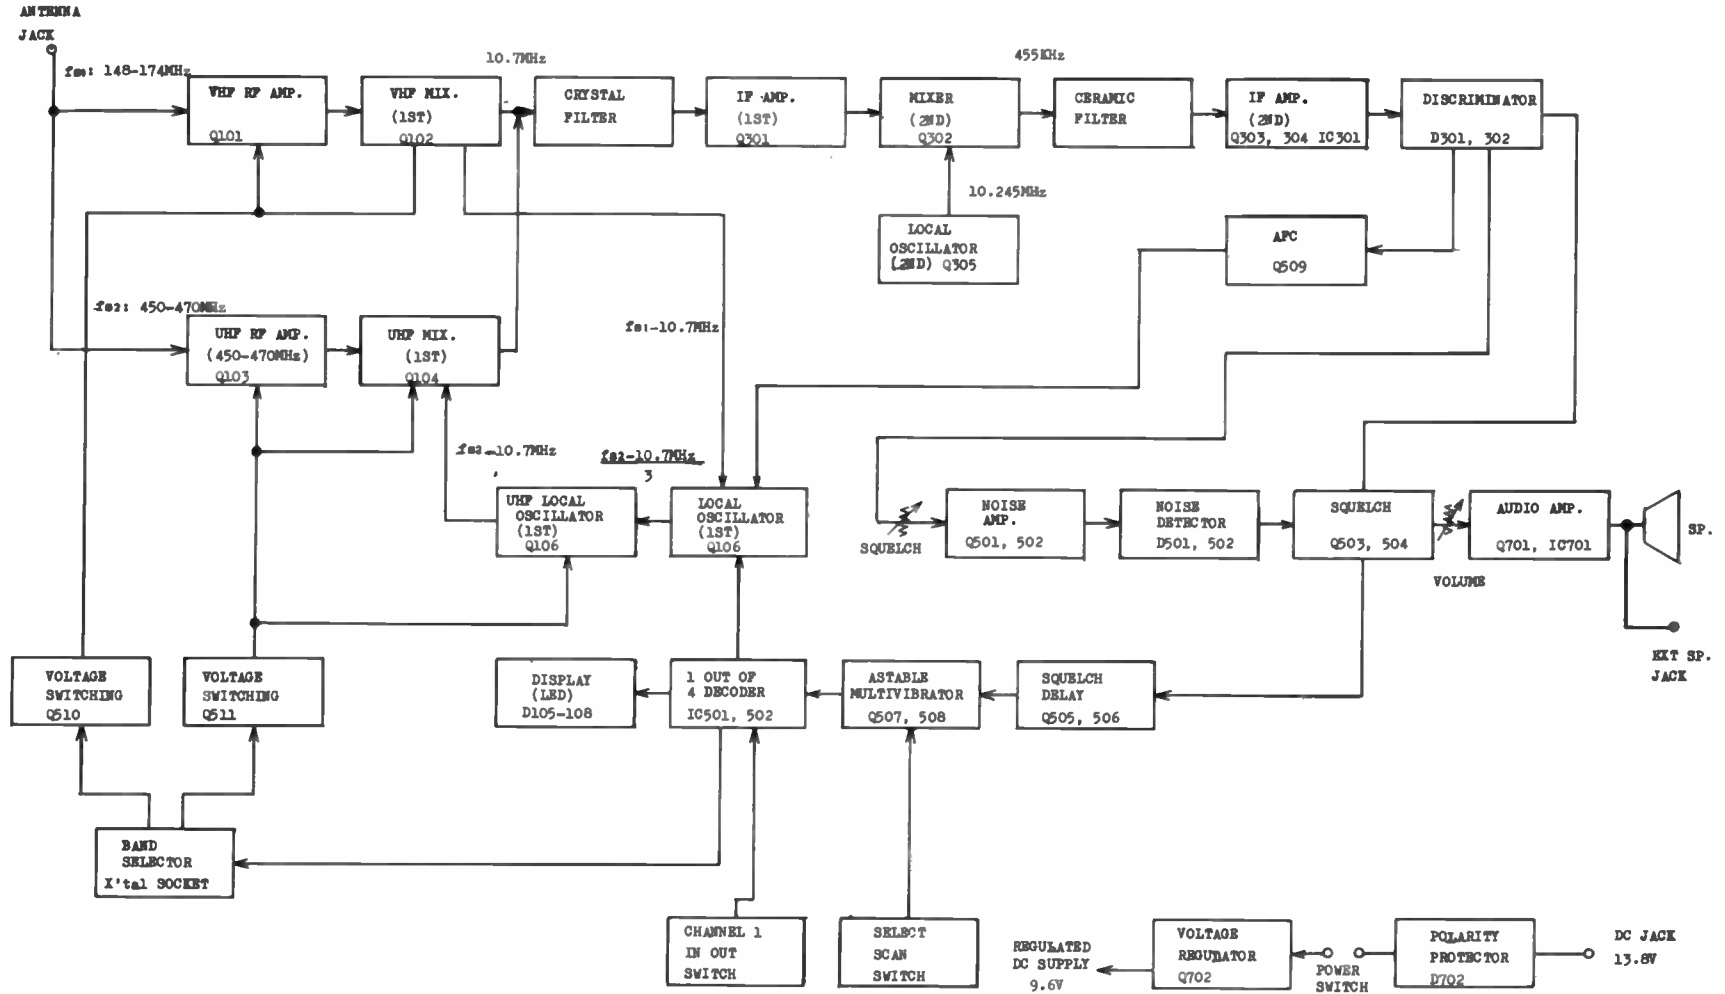 ANTENNA
JACK
fs1: 148-174MHz
VHF RF AMP.
Q101
VHF MIX.
(1ST)
Q102
10.7MHz
CRYSTAL
FILTER
IF AMP.
(1ST)
Q301
MIXER
(2ND)
Q302
455KHz
CERAMIC
FILTER
IF AMP.
(2ND)
Q303, 304 IC301
DISCRIMINATOR
D301, 302
10.245MHz
LOCAL
OSCILLATOR
(2ND) Q305
AFC
Q509
fs2: 450-470MHz
UHF RF AMP.
(450-470MHz)
Q103
UHF MIX.
(1ST)
Q104
fs1-10.7MHz
fs2-10.7MHz
fs2-10.7MHz
3
UHF LOCAL
OSCILLATOR
(1ST)
Q106
LOCAL
OSCILLATOR
(1ST)
Q106
SQUELCH
NOISE
AMP.
Q501, 502
NOISE
DETECTOR
D501, 502
SQUELCH
Q503, 504
VOLUME
AUDIO AMP.
Q701, IC701
SP.
EXT SP.
JACK
VOLTAGE
SWITCHING
Q510
VOLTAGE
SWITCHING
Q511
DISPLAY
(LED)
D105-108
1 OUT OF
4 DECODER
IC501, 502
ASTABLE
MULTIVIBRATOR
Q507, 508
SQUELCH
DELAY
Q505, 506
BAND
SELECTOR
X'tal SOCKET
CHANNEL 1
IN OUT
SWITCH
SELECT
SCAN
SWITCH
REGULATED
DC SUPPLY
9.6V
VOLTAGE
REGUDATOR
Q702
POWER
SWITCH
POLARITY
PROTECTOR
D702
DC JACK
13.8V